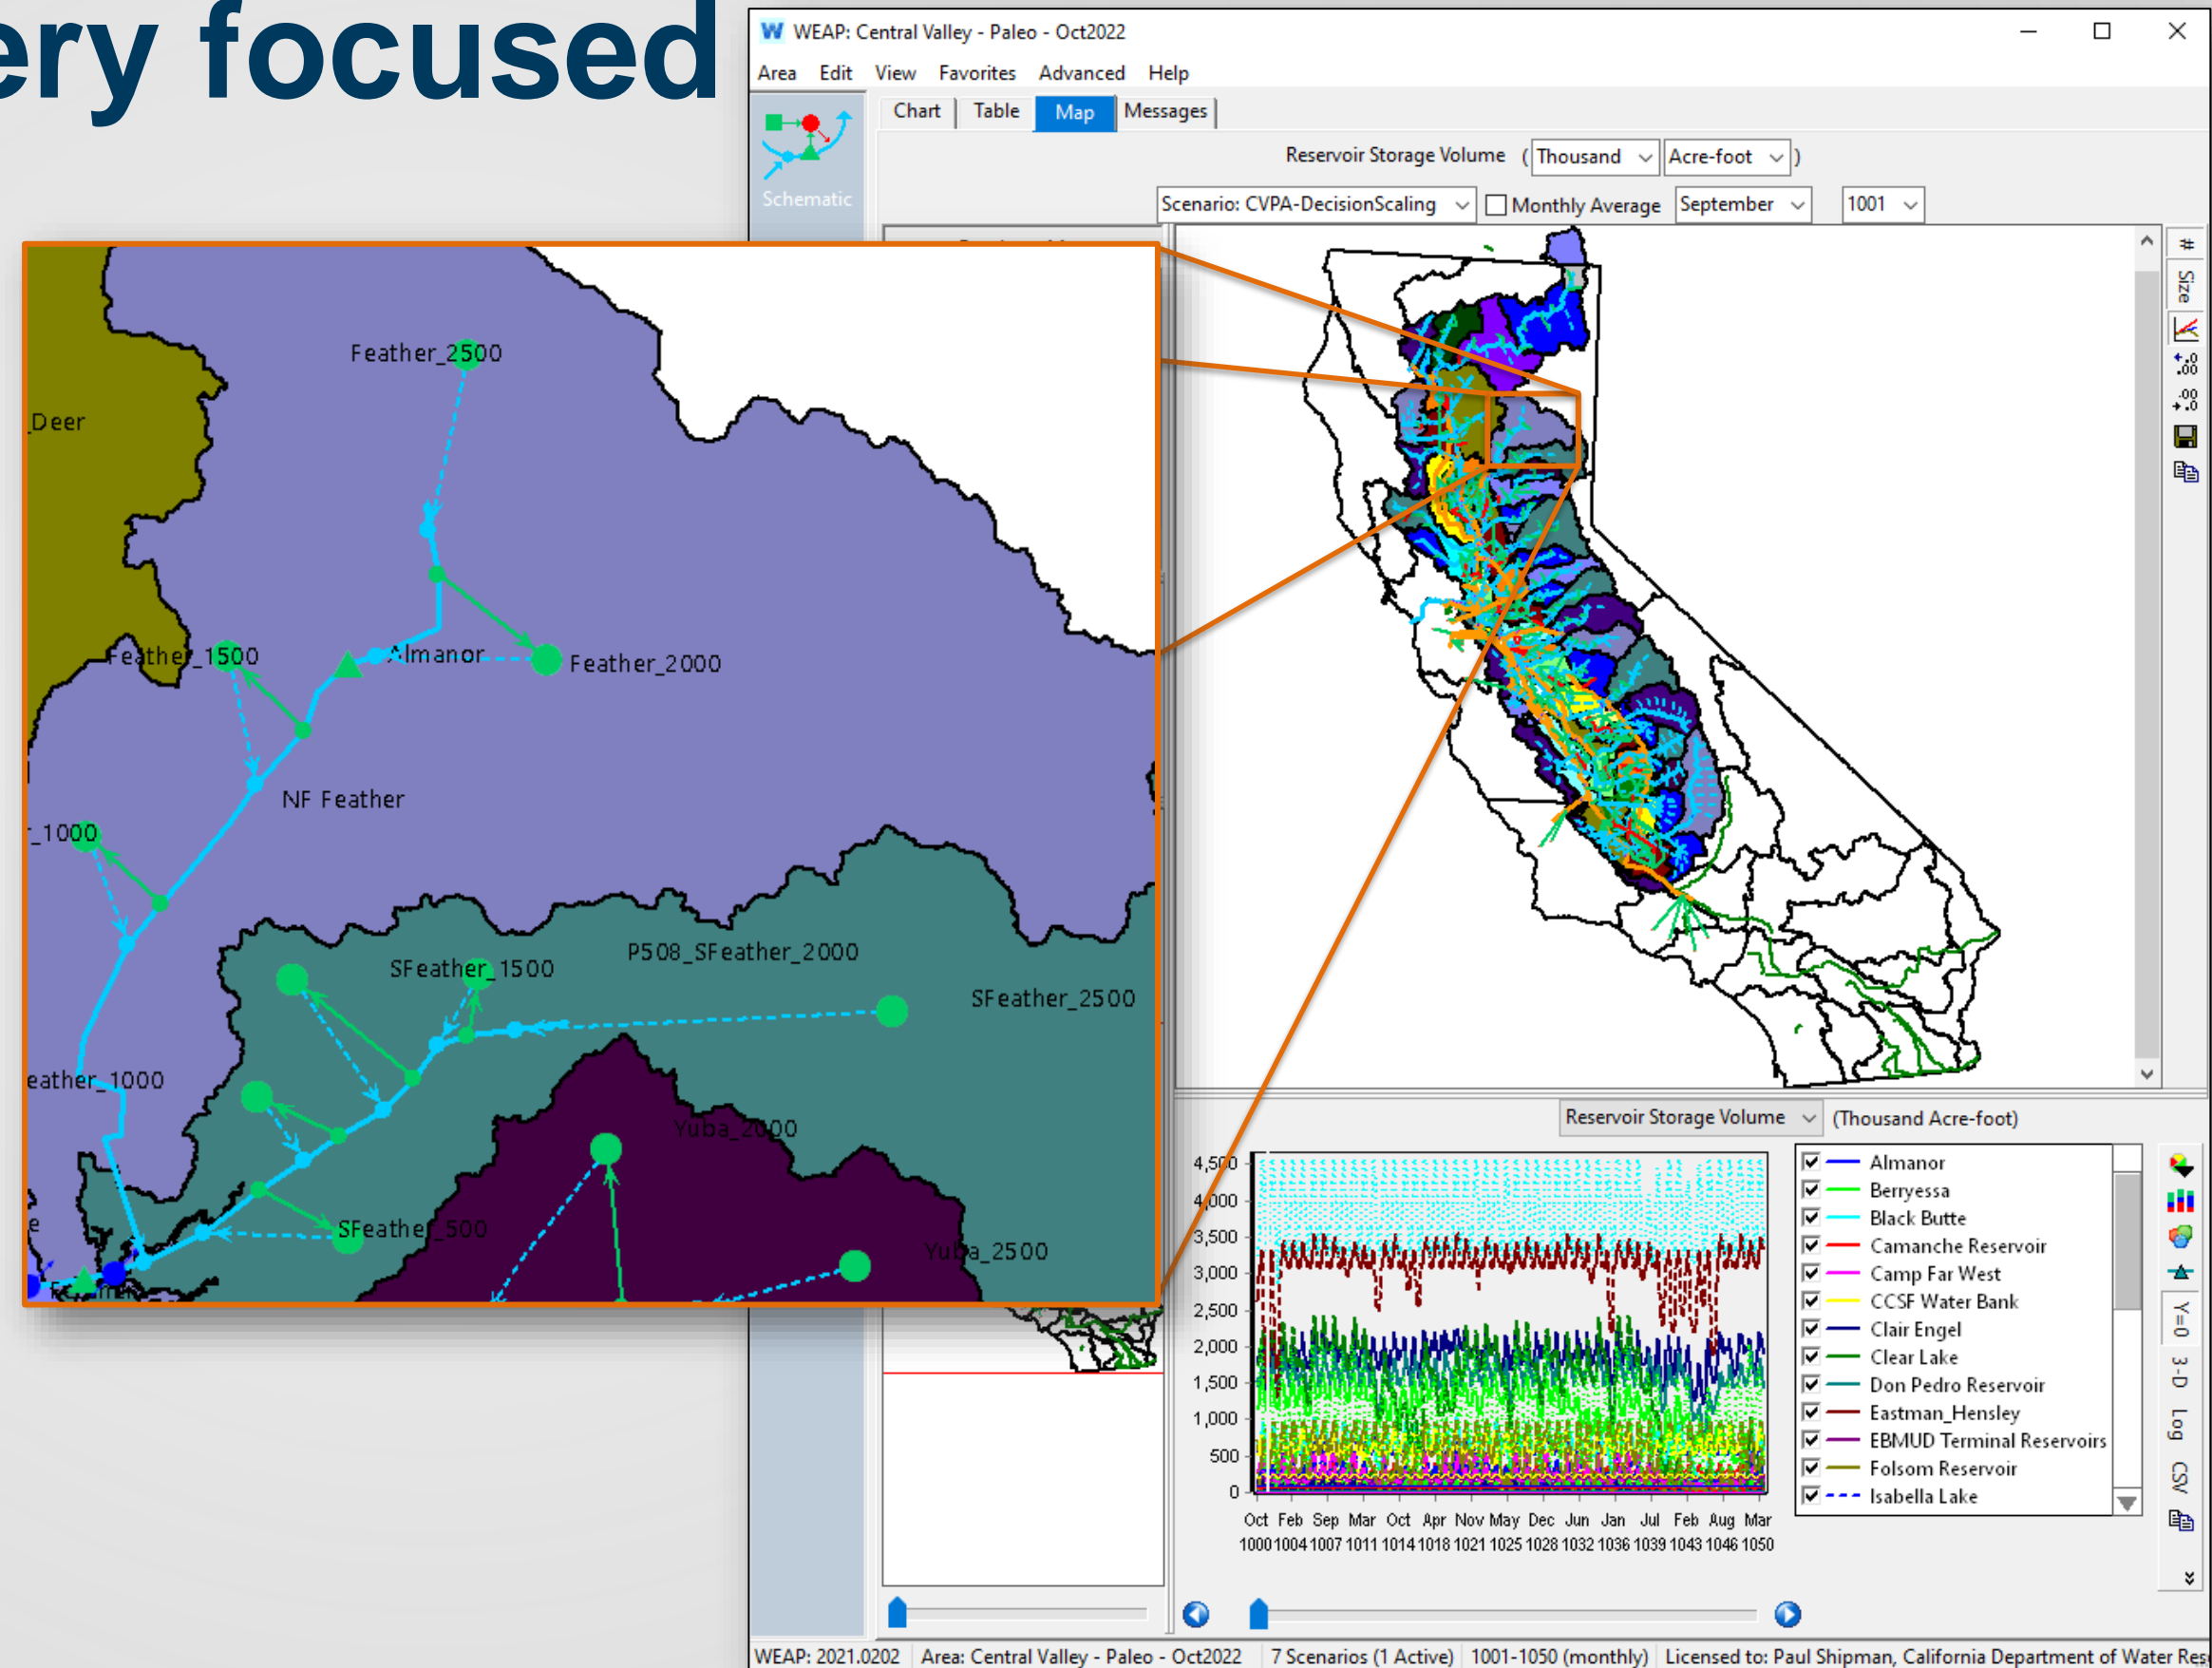 ery focused
WEAP: Central Valley - Paleo - Oct2022
Area Edit View Favorites Advanced Help
Chart Table Map Messages
Schematic
Reservoir Storage Volume ( Thousand Acre-foot )
Scenario: CVPA-DecisionScaling Monthly Average September 1001
# Size
Feather_2500
_Deer
Feather_1500
Almanor
Feather_2000
NF Feather
_1000
P508_SFeather_2000
SFeather_1500
SFeather_2500
eather_1000
Yuba_2000
SFeather_500
Yuba_2500
Reservoir Storage Volume (Thousand Acre-foot)
4,500
4,000
3,500
3,000
2,500
2,000
1,500
1,000
500
0
Oct Feb Sep Mar Oct Apr Nov May Dec Jun Jan Jul Feb Aug Mar
1000 1004 1007 1011 1014 1018 1021 1025 1028 1032 1036 1039 1043 1046 1050
Almanor
Berryessa
Black Butte
Camanche Reservoir
Camp Far West
CCSF Water Bank
Clair Engel
Clear Lake
Don Pedro Reservoir
Eastman_Hensley
EBMUD Terminal Reservoirs
Folsom Reservoir
Isabella Lake
Y=0 3-D Log CSV
WEAP: 2021.0202 Area: Central Valley - Paleo - Oct2022 7 Scenarios (1 Active) 1001-1050 (monthly) Licensed to: Paul Shipman, California Department of Water Res